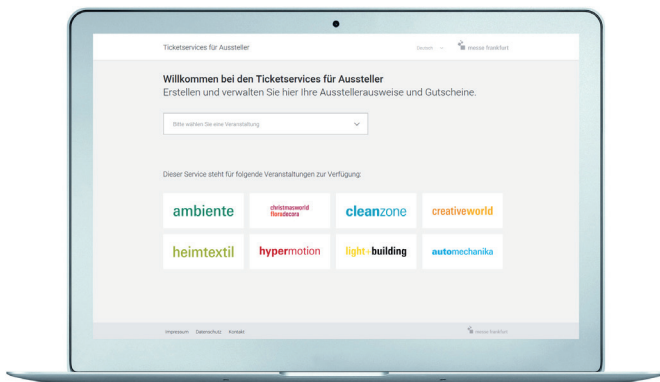 Ticketservices für Aussteller
Deutsch
messe frankfurt
Willkommen bei den Ticketservices für Aussteller
Erstellen und verwalten Sie hier Ihre Ausstellerausweise und Gutscheine.
Bitte wählen Sie eine Veranstaltung
Dieser Service steht für folgende Veranstaltungen zur Verfügung:
ambiente
christmasworld
floradecora
cleanzone
creativeworld
heimtextil
hypermotion
light+building
automechanika
Impressum Datenschutz Kontakt
messe frankfurt